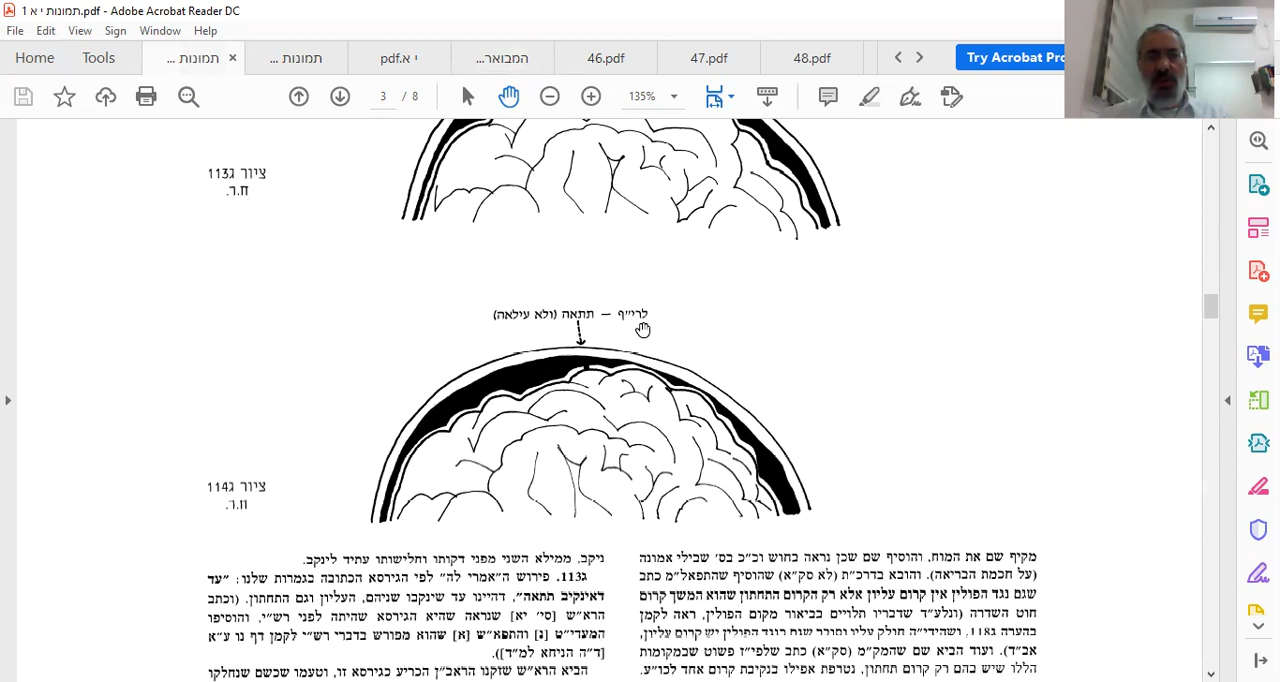 תמונות י א 1.pdf - Adobe Acrobat Reader DC
File Edit View Sign Window Help
Home Tools תמונות ... תמונות ... י א.pdf המבואר... 46.pdf 47.pdf 48.pdf Try Acrobat Pro
3 / 8 135%
ציור ג113
ח.ר.
לרי״ף – תתאה (ולא עילאה)
ציור ג114
ח.ר.
מקיף שם את המוח, והוסיף שם שכן נראה בחוש וכ״כ בס׳ שבילי אמונה
(על חכמת הבריאה). והובא בדרכ״ת (לא סק״א) שהוסיף שהתפאל״מ כתב
שגם נגד הפולין אין קרום עליון אלא רק הקרום התחתון שהוא המשך קרום
חוט השדרה (ונלע״ד שדבריו תלויים בביאור מקום הפולין, ראה לקמן
בהערה ג118, ושהידי״ה חולק עליו וסובר שגם כנגד הפולין יש קרום עליון,
אב״ד). ועוד הביא שם שהמק״מ (סק״א) כתב שלפי״ז פשוט שבמקומות
הללו שיש בהם רק קרום תחתון, נטרפת אפילו בנקיבת קרום אחד לכו״ע.
ניקב, ממילא השני מפני דקותו וחלישותו עתיד לינקב.
ג113. פירוש ה״אמרי לה״ לפי הגירסא הכתובה בגמרות שלנו: ״עד
דאינקיב תתאה״, דהיינו עד שינקבו שניהם, העליון וגם התחתון. (וכתב
הרא״ש [סי׳ יא] שנראה שהיא הגירסא שהיתה לפני רש״י, והוסיפו
המעדי״ט [נ] והתפא״ש [א] שהוא מפורש בדברי רש״י לקמן דף נו ע״א
[ד״ה הניחא למ״ד]).
הביא הרא״ש שזקנו הראב״ן הכריע כגירסא זו, וטעמו שכשם שנחלקו